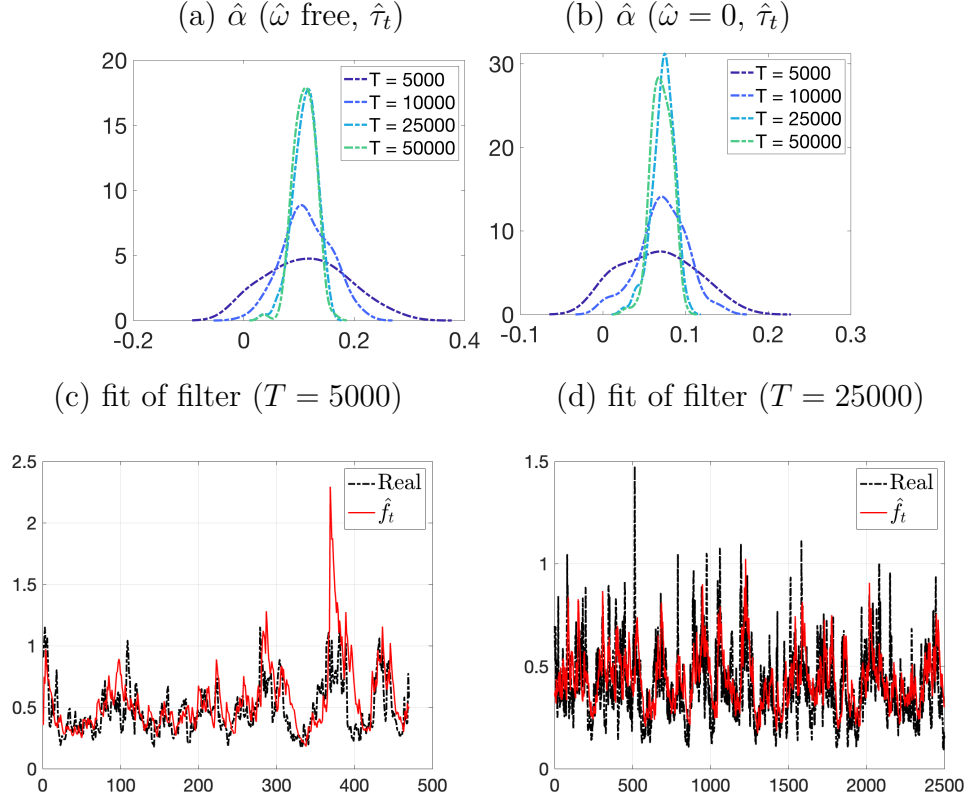 (a) α̂ (ω̂ free, τ̂ₜ)
(b) α̂ (ω̂ = 0, τ̂ₜ)
20
15
10
5
0
-0.2
0
0.2
0.4
T = 5000
T = 10000
T = 25000
T = 50000
30
20
10
0
-0.1
0
0.1
0.2
0.3
T = 5000
T = 10000
T = 25000
T = 50000
(c) fit of filter (T = 5000)
(d) fit of filter (T = 25000)
2.5
2
1.5
1
0.5
0
0
100
200
300
400
500
Real
f̂ₜ
1.5
1
0.5
0
0
500
1000
1500
2000
2500
Real
f̂ₜ